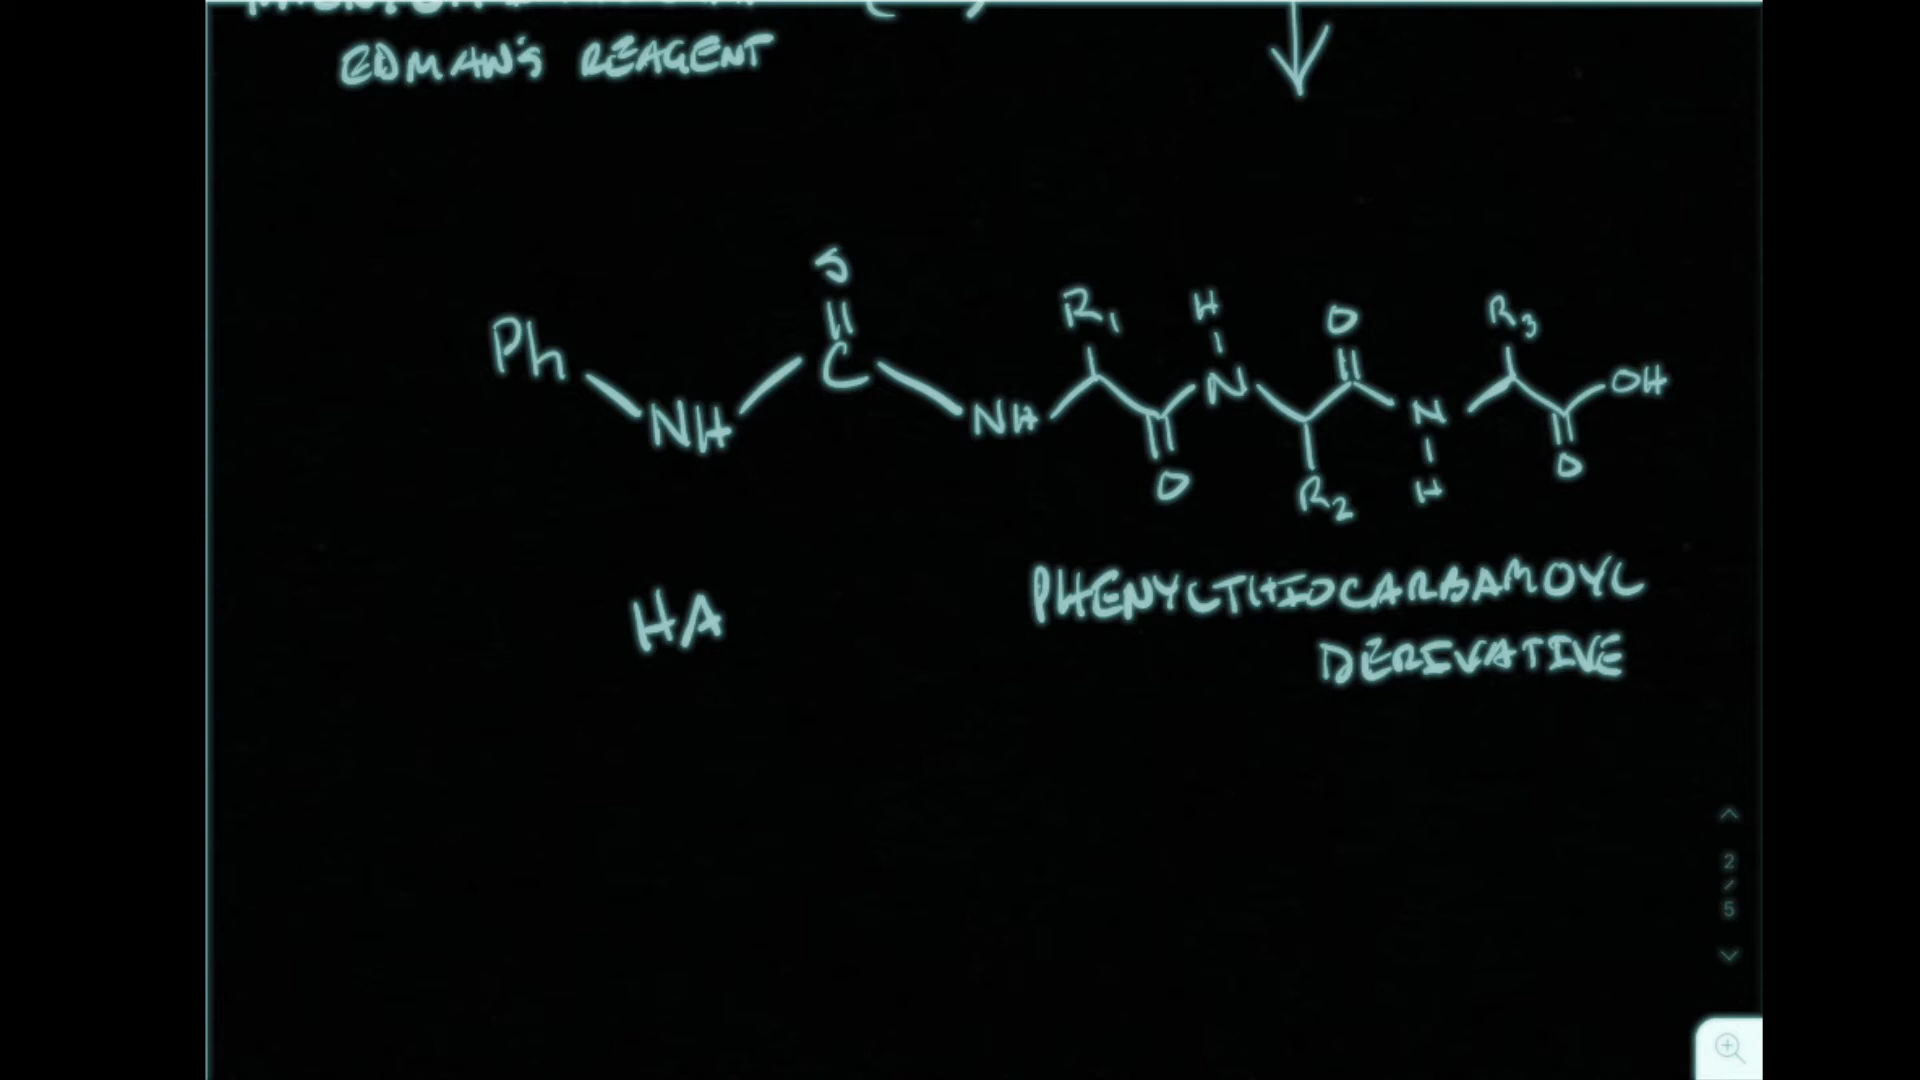 EDMAN'S REAGENT
S
Ph
NH
C
NH
R1
O
H
N
R2
O
N
H
R3
OH
O
HA
PHENYLTHIOCARBAMOYL
DERIVATIVE
2
/
5